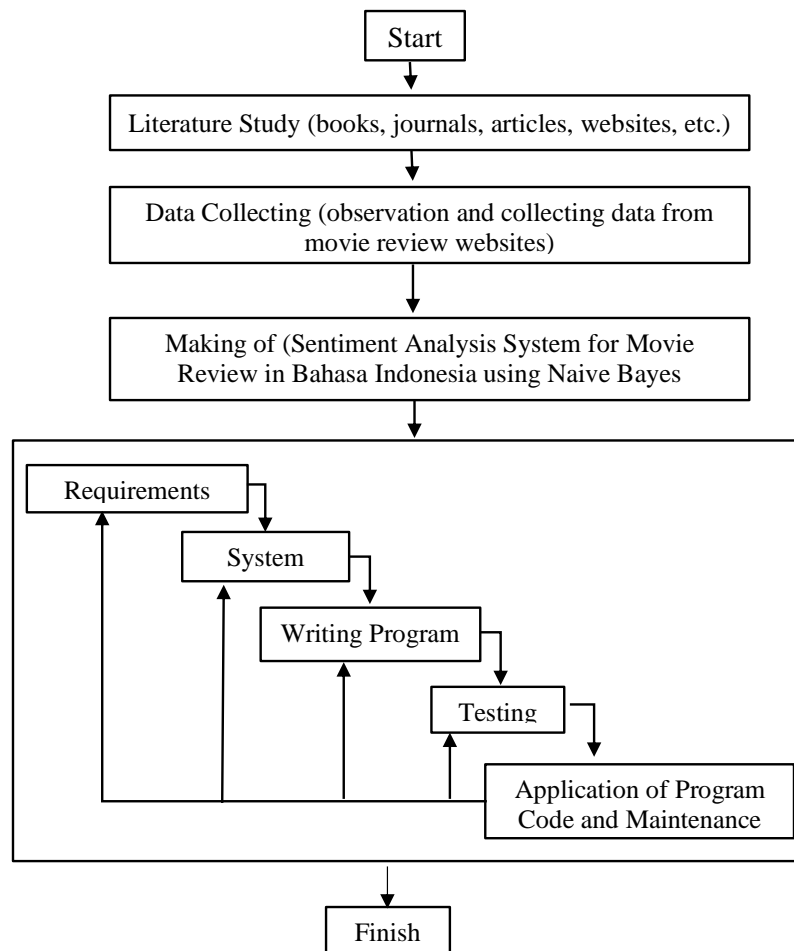 Start
Literature Study (books, journals, articles, websites, etc.)
Data Collecting (observation and collecting data from
movie review websites)
Making of (Sentiment Analysis System for Movie
Review in Bahasa Indonesia using Naive Bayes
Requirements
System
Writing Program
Testing
Application of Program
Code and Maintenance
Finish